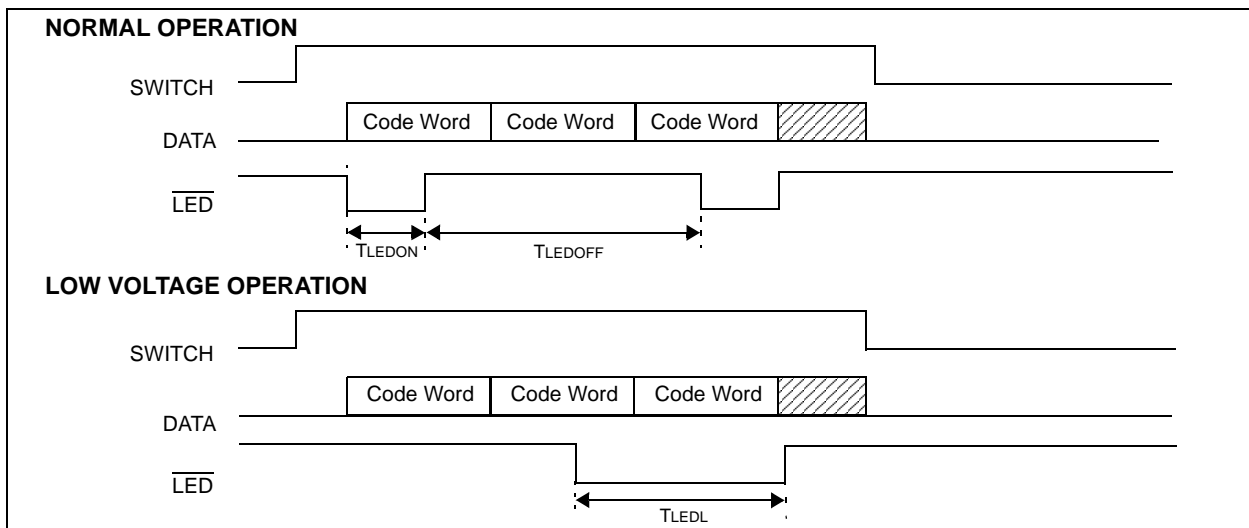 NORMAL OPERATION
SWITCH
Code Word Code Word Code Word
DATA
LED
TLEDON TLEDOFF
LOW VOLTAGE OPERATION
SWITCH
Code Word Code Word Code Word
DATA
LED
TLEDL